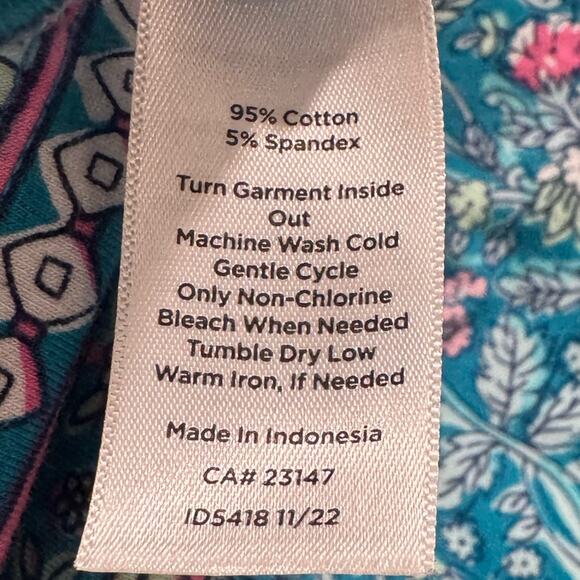 95% Cotton
5% Spandex
Turn Garment Inside
Out
Machine Wash Cold
Gentle Cycle
Only Non-Chlorine
Bleach When Needed
Tumble Dry Low
Warm Iron, If Needed
Made In Indonesia
CA# 23147
ID5418 11/22